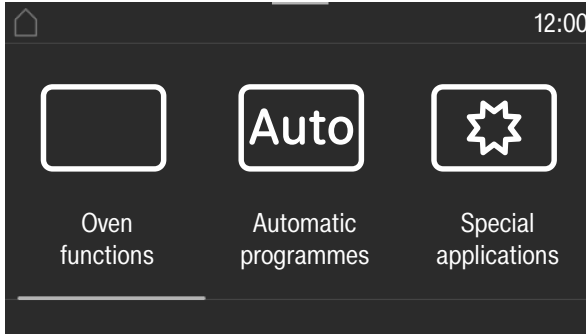 12:00
Auto
Oven
functions
Automatic
programmes
Special
applications